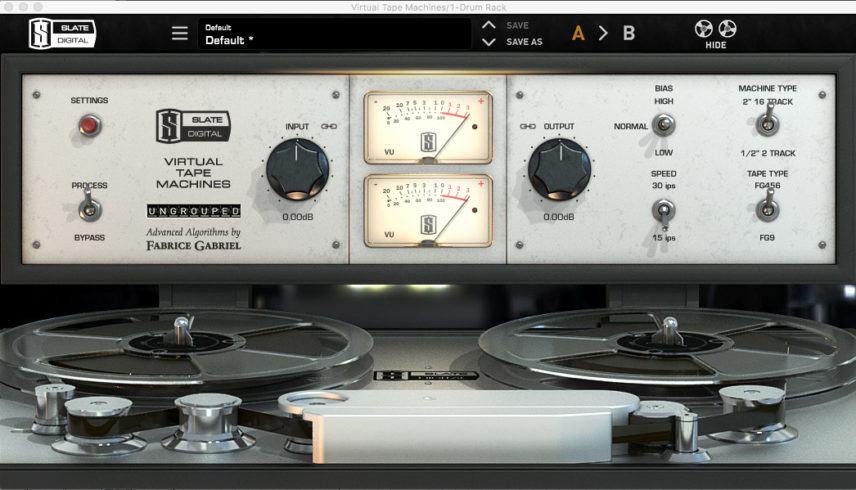 Virtual Tape Machines/1-Drum Rack
SLATE
DIGITAL
Default
Default *
SAVE
SAVE AS
A
B
HIDE
SETTINGS
PROCESS
BYPASS
SLATE
DIGITAL
VIRTUAL
TAPE
MACHINES
UNGROUPED
Advanced Algorithms by
FABRICE GABRIEL
INPUT
0.00dB
- 20 10 7 5 3 1 0 1 2 3 +
0 20 40 60 80 100
VU
- 20 10 7 5 3 1 0 1 2 3 +
0 20 40 60 80 100
VU
OUTPUT
0.00dB
BIAS
HIGH
NORMAL
LOW
SPEED
30 ips
15 ips
MACHINE TYPE
2" 16 TRACK
1/2" 2 TRACK
TAPE TYPE
FG456
FG9
SLATE
DIGITAL